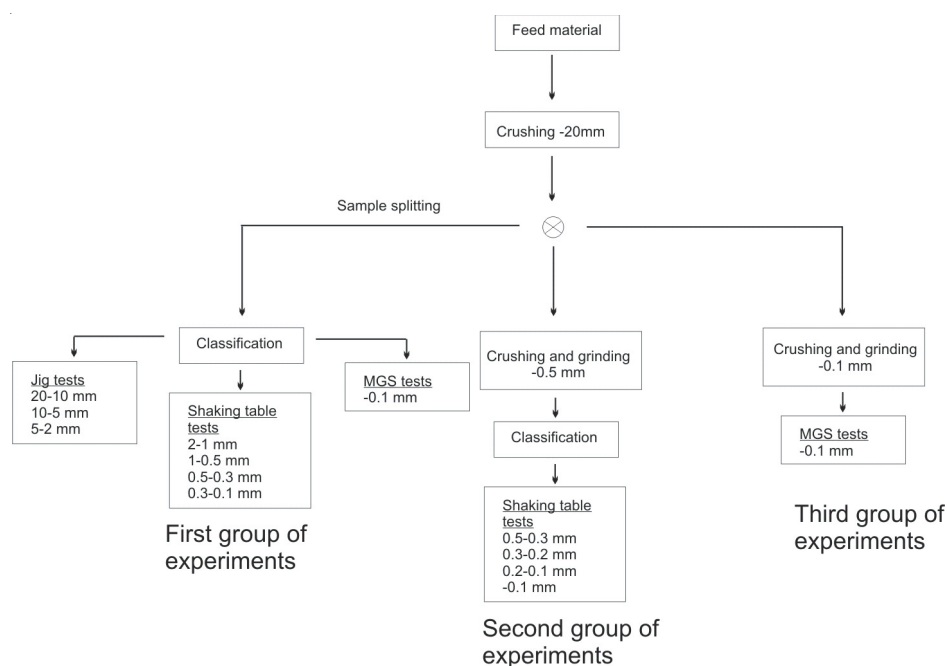 Feed material
Crushing -20mm
Sample splitting
Classification
Jig tests
20-10 mm
10-5 mm
5-2 mm
Shaking table
tests
2-1 mm
1-0.5 mm
0.5-0.3 mm
0.3-0.1 mm
MGS tests
-0.1 mm
First group of
experiments
Crushing and grinding
-0.5 mm
Classification
Shaking table
tests
0.5-0.3 mm
0.3-0.2 mm
0.2-0.1 mm
-0.1 mm
Second group of
experiments
Crushing and grinding
-0.1 mm
MGS tests
-0.1 mm
Third group of
experiments